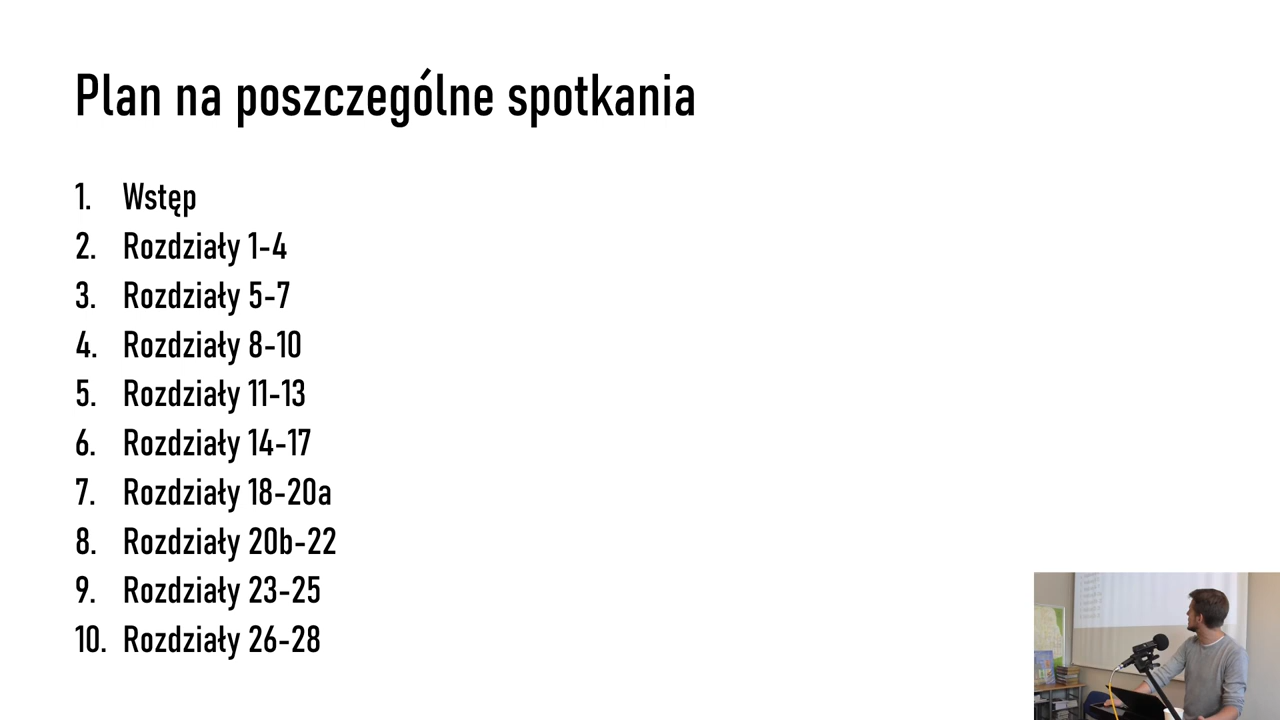 Plan na poszczególne spotkania
1. Wstęp
2. Rozdziały 1-4
3. Rozdziały 5-7
4. Rozdziały 8-10
5. Rozdziały 11-13
6. Rozdziały 14-17
7. Rozdziały 18-20a
8. Rozdziały 20b-22
9. Rozdziały 23-25
10. Rozdziały 26-28